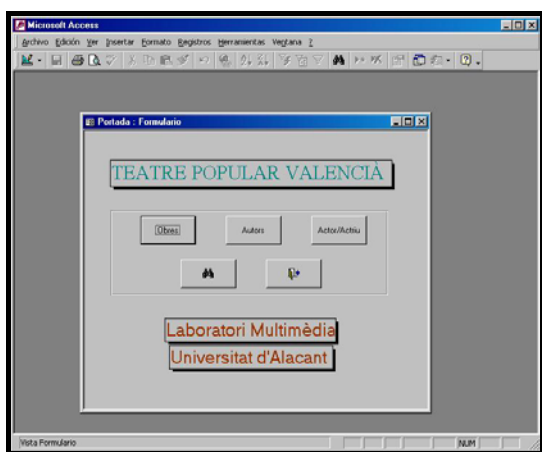 Microsoft Access
Archivo Edición Ver Insertar Formato Registros Herramientas Ventana ?
Portada : Formulario
TEATRE POPULAR VALENCIÀ
Obres Autors Actor/Actriu
Laboratori Multimèdia
Universitat d'Alacant
Vista Formulario NUM